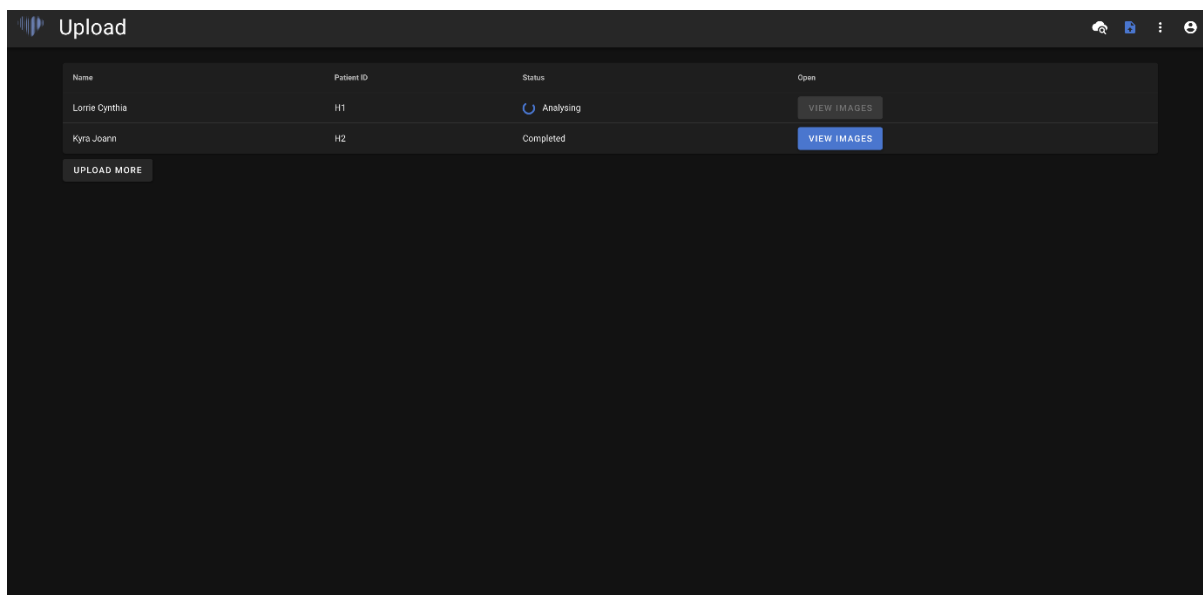 Upload
Name Patient ID Status Open
Lorrie Cynthia H1 Analysing VIEW IMAGES
Kyra Joann H2 Completed VIEW IMAGES
UPLOAD MORE